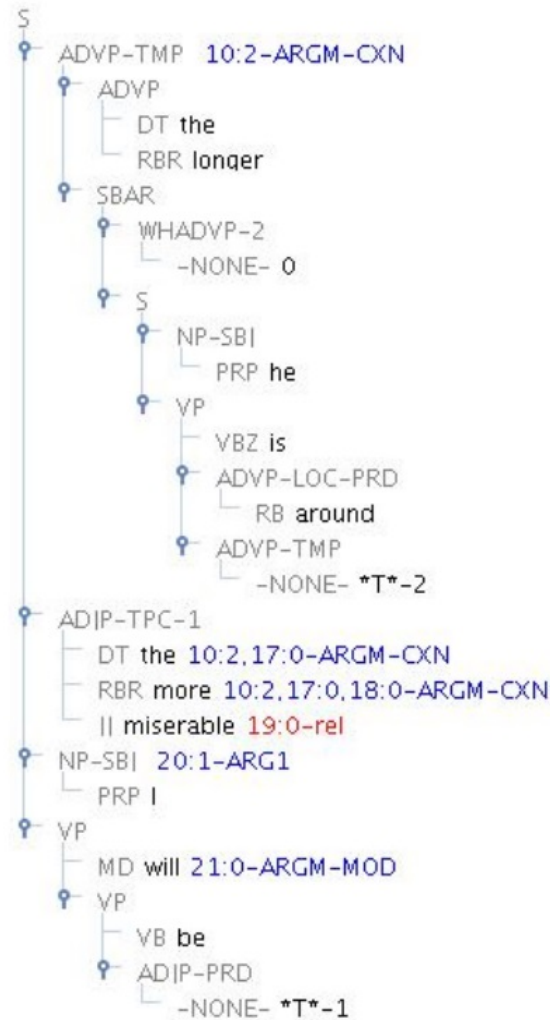 S
ADVP-TMP 10:2-ARGM-CXN
ADVP
DT the
RBR longer
SBAR
WHADVP-2
-NONE- 0
S
NP-SBJ
PRP he
VP
VBZ is
ADVP-LOC-PRD
RB around
ADVP-TMP
-NONE- *T*-2
ADJP-TPC-1
DT the 10:2,17:0-ARGM-CXN
RBR more 10:2,17:0,18:0-ARGM-CXN
JJ miserable 19:0-rel
NP-SBJ 20:1-ARG1
PRP I
VP
MD will 21:0-ARGM-MOD
VP
VB be
ADJP-PRD
-NONE- *T*-1